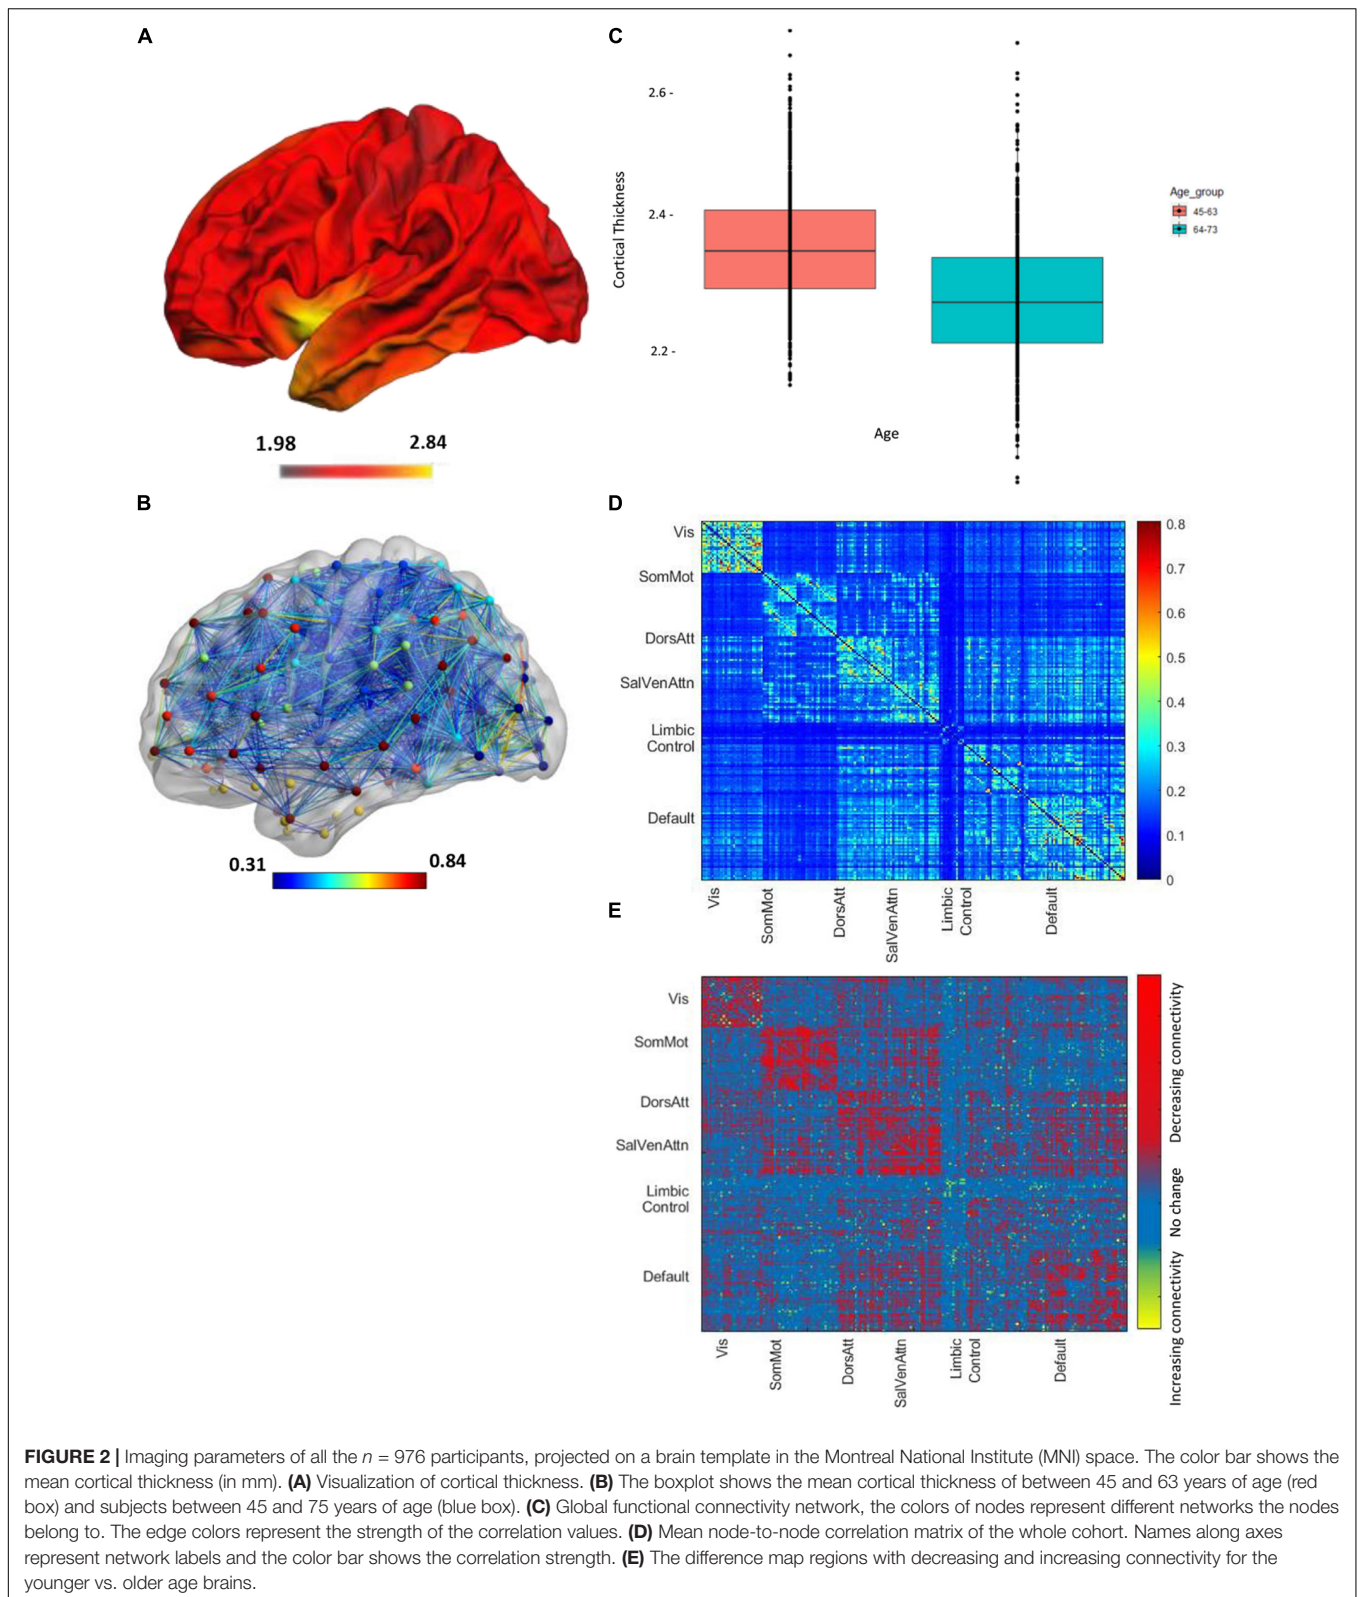 A
1.98 2.84
B
0.31 0.84
C
2.6 -
2.4 -
2.2 -
Cortical Thickness
Age
Age_group
45-63
64-73
D
Vis
SomMot
DorsAtt
SalVenAttn
Limbic
Control
Default
Vis
SomMot
DorsAtt
SalVenAttn
Limbic
Control
Default
0.8
0.7
0.6
0.5
0.4
0.3
0.2
0.1
0
E
Vis
SomMot
DorsAtt
SalVenAttn
Limbic
Control
Default
Vis
SomMot
DorsAtt
SalVenAttn
Limbic
Control
Default
Increasing connectivity No change Decreasing connectivity
FIGURE 2 | Imaging parameters of all the n = 976 participants, projected on a brain template in the Montreal National Institute (MNI) space. The color bar shows the
mean cortical thickness (in mm). (A) Visualization of cortical thickness. (B) The boxplot shows the mean cortical thickness of between 45 and 63 years of age (red
box) and subjects between 45 and 75 years of age (blue box). (C) Global functional connectivity network, the colors of nodes represent different networks the nodes
belong to. The edge colors represent the strength of the correlation values. (D) Mean node-to-node correlation matrix of the whole cohort. Names along axes
represent network labels and the color bar shows the correlation strength. (E) The difference map regions with decreasing and increasing connectivity for the
younger vs. older age brains.